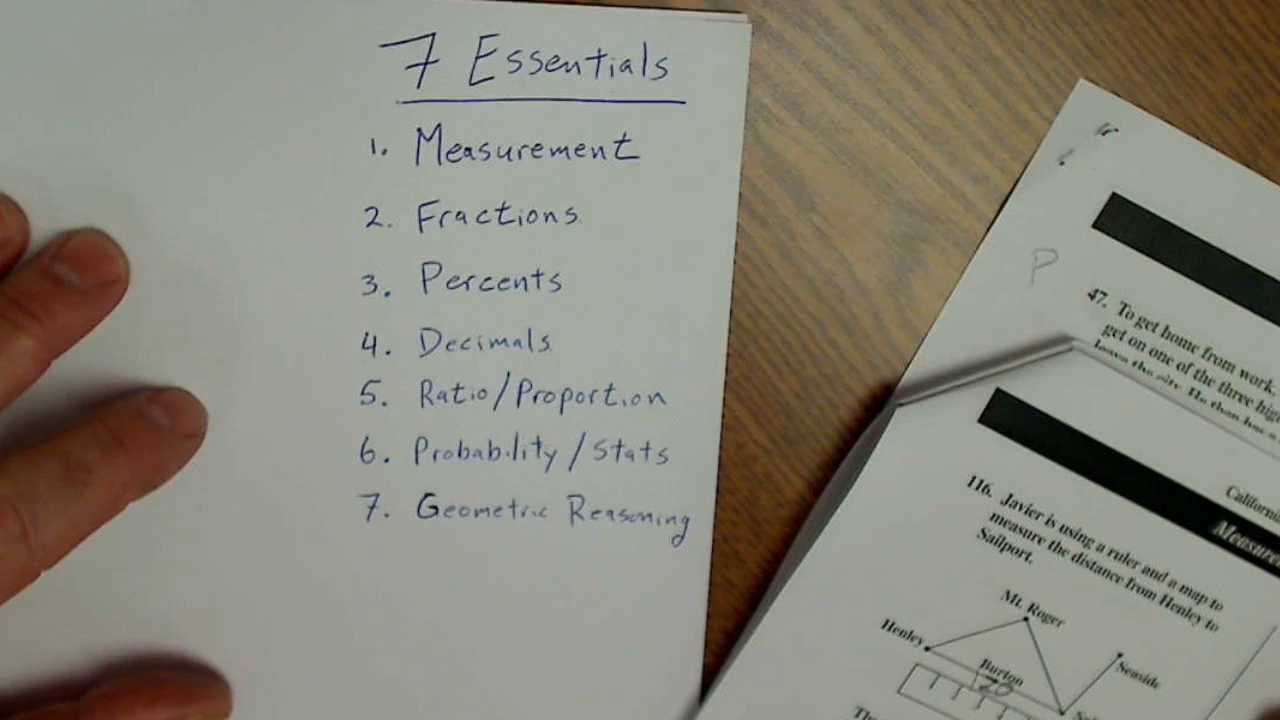 7 Essentials
1. Measurement
2. Fractions
3. Percents
4. Decimals
5. Ratio/Proportion
6. Probability/Stats
7. Geometric Reasoning
P
47. To get home from work,
get on one of the three
California
116. Javier is using a ruler and a map to
measure the distance from Henley to
Sailport.
Mt. Roger
Henley
Burton
20
Seaside